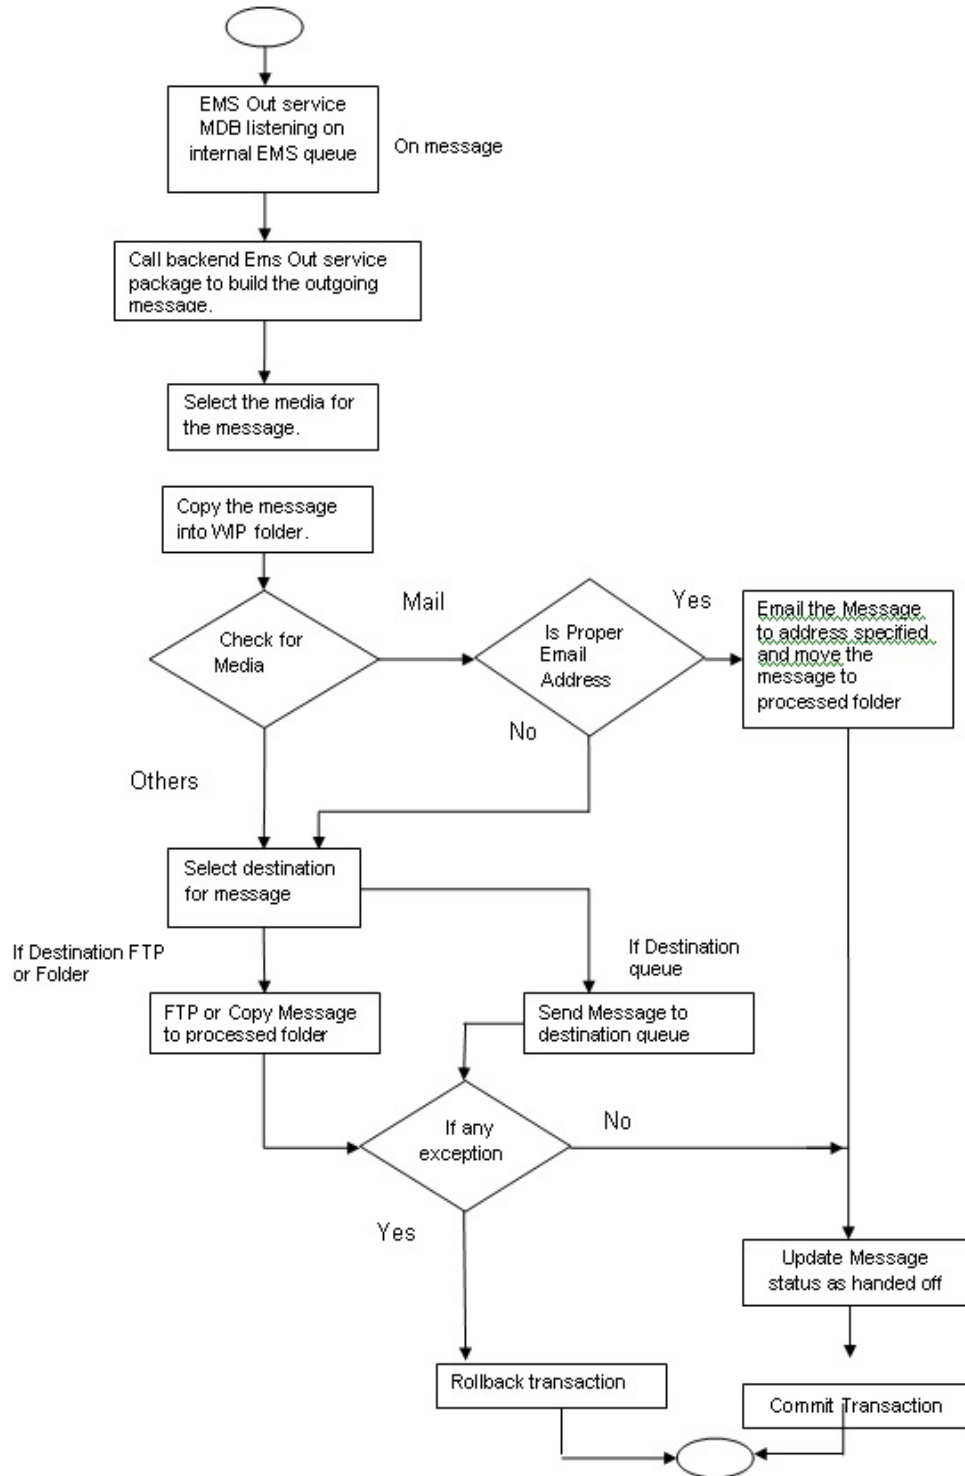 EMS Out service
MDB listening on
internal EMS queue
On message
Call backend Ems Out service
package to build the outgoing
message.
Select the media for
the message.
Copy the message
into WIP folder.
Check for
Media
Mail
Is Proper
Email
Address
Yes
Email the Message
to address specified
and move the
message to
processed folder
No
Others
Select destination
for message
If Destination FTP
or Folder
If Destination
queue
FTP or Copy Message
to processed folder
Send Message to
destination queue
If any
exception
No
Yes
Update Message
status as handed off
Rollback transaction
Commit Transaction